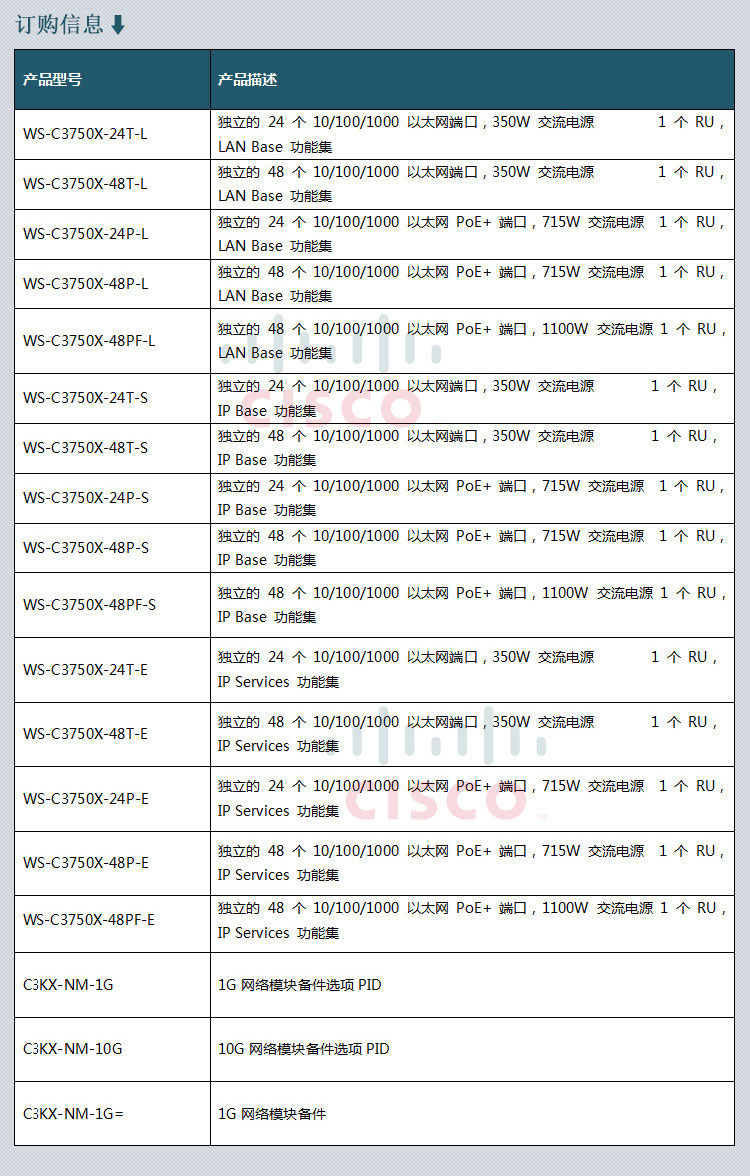 订购信息
产品型号 产品描述
WS-C3750X-24T-L 独立的 24 个 10/100/1000 以太网端口，350W 交流电源 1 个 RU，
LAN Base 功能集
WS-C3750X-48T-L 独立的 48 个 10/100/1000 以太网端口，350W 交流电源 1 个 RU，
LAN Base 功能集
WS-C3750X-24P-L 独立的 24 个 10/100/1000 以太网 PoE+ 端口，715W 交流电源 1 个 RU，
LAN Base 功能集
WS-C3750X-48P-L 独立的 48 个 10/100/1000 以太网 PoE+ 端口，715W 交流电源 1 个 RU，
LAN Base 功能集
WS-C3750X-48PF-L 独立的 48 个 10/100/1000 以太网 PoE+ 端口，1100W 交流电源 1 个 RU，
LAN Base 功能集
CISCO
WS-C3750X-24T-S 独立的 24 个 10/100/1000 以太网端口，350W 交流电源 1 个 RU，
IP Base 功能集
WS-C3750X-48T-S 独立的 48 个 10/100/1000 以太网端口，350W 交流电源 1 个 RU，
IP Base 功能集
WS-C3750X-24P-S 独立的 24 个 10/100/1000 以太网 PoE+ 端口，715W 交流电源 1 个 RU，
IP Base 功能集
WS-C3750X-48P-S 独立的 48 个 10/100/1000 以太网 PoE+ 端口，715W 交流电源 1 个 RU，
IP Base 功能集
WS-C3750X-48PF-S 独立的 48 个 10/100/1000 以太网 PoE+ 端口，1100W 交流电源 1 个 RU，
IP Base 功能集
WS-C3750X-24T-E 独立的 24 个 10/100/1000 以太网端口，350W 交流电源 1 个 RU，
IP Services 功能集
WS-C3750X-48T-E 独立的 48 个 10/100/1000 以太网端口，350W 交流电源 1 个 RU，
IP Services 功能集
WS-C3750X-24P-E 独立的 24 个 10/100/1000 以太网 PoE+ 端口，715W 交流电源 1 个 RU，
IP Services 功能集
CISCO
WS-C3750X-48P-E 独立的 48 个 10/100/1000 以太网 PoE+ 端口，715W 交流电源 1 个 RU，
IP Services 功能集
WS-C3750X-48PF-E 独立的 48 个 10/100/1000 以太网 PoE+ 端口，1100W 交流电源 1 个 RU，
IP Services 功能集
C3KX-NM-1G 1G 网络模块备件选项 PID
C3KX-NM-10G 10G 网络模块备件选项 PID
C3KX-NM-1G= 1G 网络模块备件